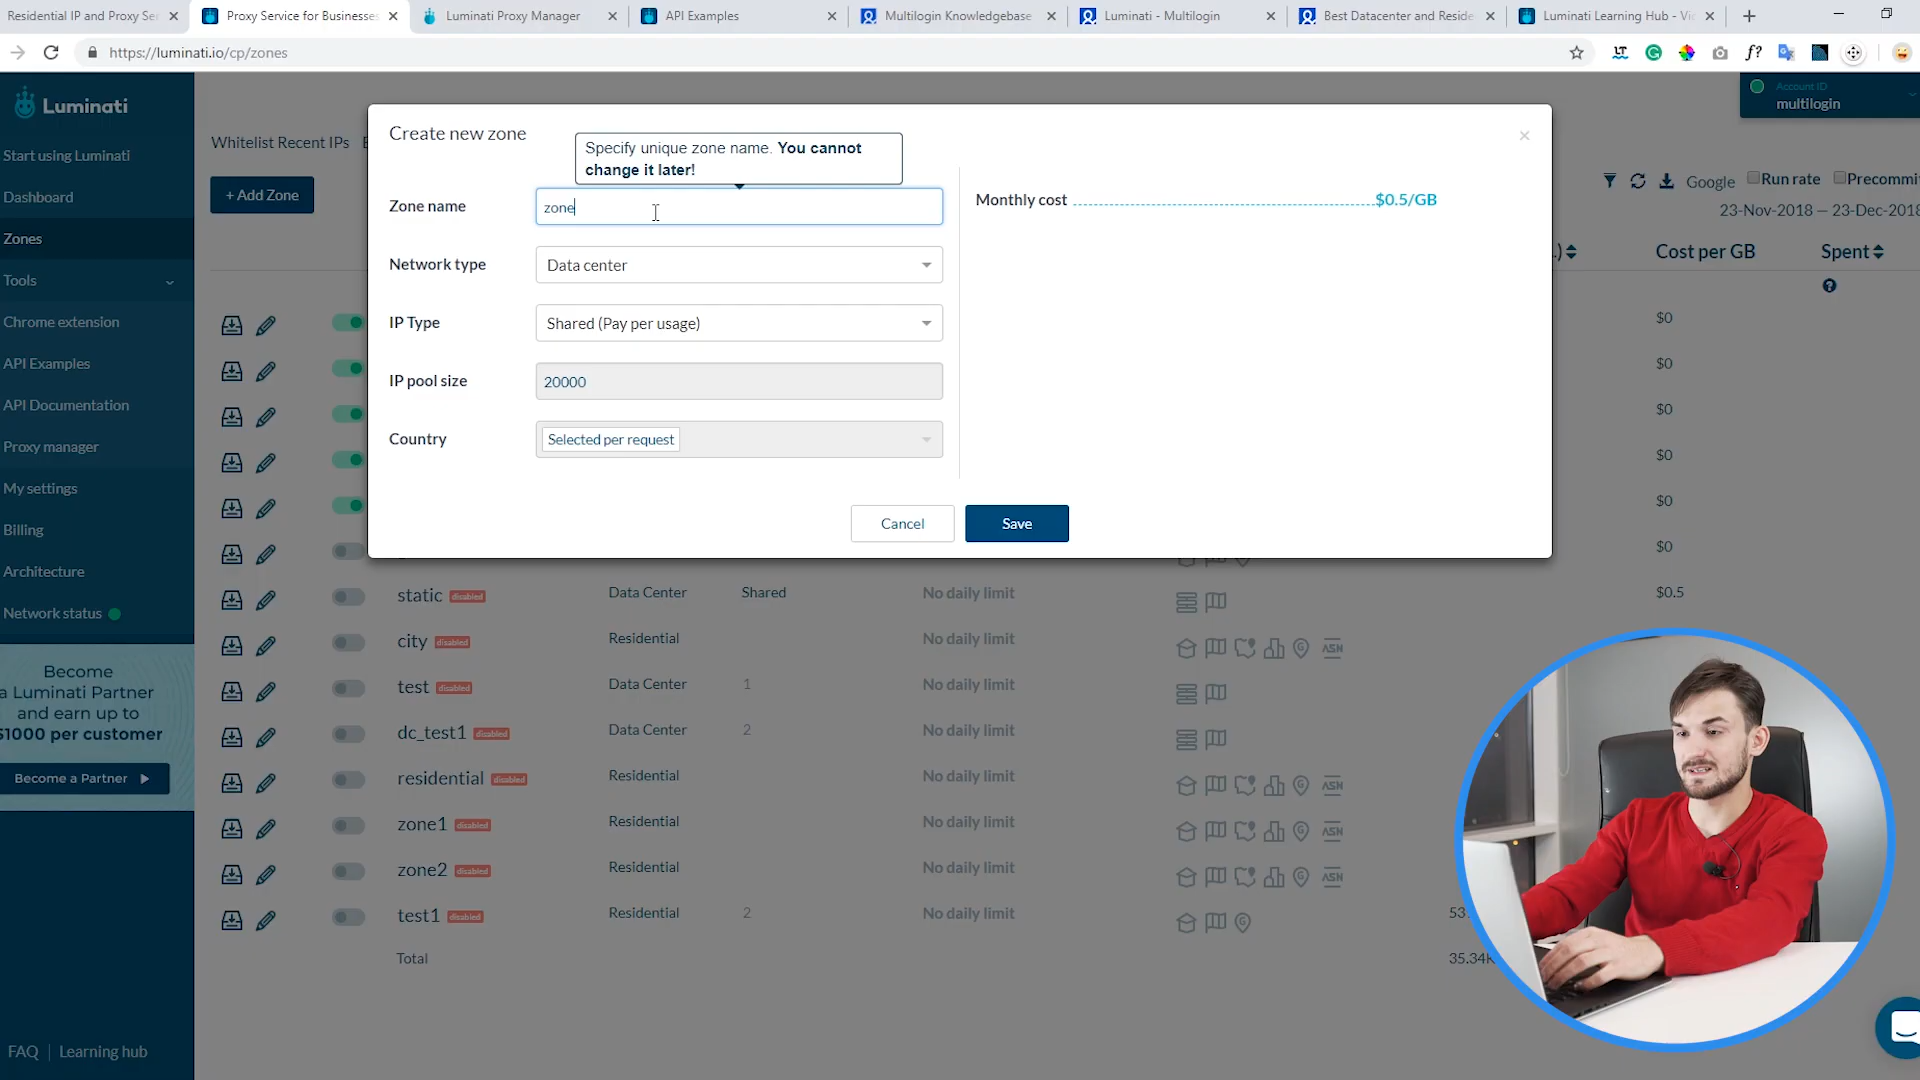 Residential IP and Proxy Ser
Proxy Service for Businesses
Luminati Proxy Manager
API Examples
Multilogin Knowledgebase
Luminati - Multilogin
Best Datacenter and Reside
Luminati Learning Hub - Vi
https://luminati.io/cp/zones
Luminati
Account ID
multilogin
Start using Luminati
Dashboard
Zones
Tools
Chrome extension
API Examples
API Documentation
Proxy manager
My settings
Billing
Architecture
Network status
Become
a Luminati Partner
and earn up to
$1000 per customer
Become a Partner
FAQ | Learning hub
Whitelist Recent IPs
+ Add Zone
Create new zone
Specify unique zone name. You cannot
change it later!
Zone name
zone
Network type
Data center
IP Type
Shared (Pay per usage)
IP pool size
20000
Country
Selected per request
Cancel
Save
Monthly cost $0.5/GB
Google Run rate Precommit
23-Nov-2018 — 23-Dec-2018
Cost per GB Spent
$0
$0
$0
$0
$0
$0
static disabled Data Center Shared No daily limit $0.5
city disabled Residential No daily limit ASN
test disabled Data Center 1 No daily limit
dc_test1 disabled Data Center 2 No daily limit
residential disabled Residential No daily limit ASN
zone1 disabled Residential No daily limit ASN
zone2 disabled Residential No daily limit ASN
test1 disabled Residential 2 No daily limit
Total 35.34K